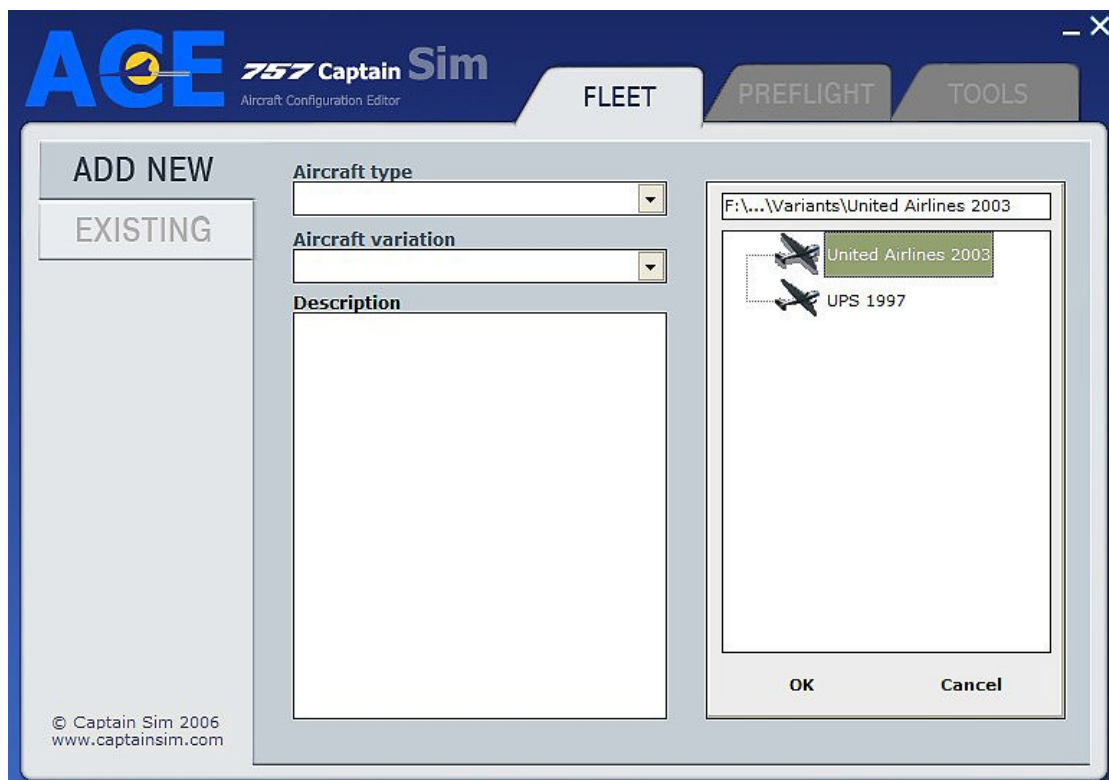 ACE 757 Captain Sim
Aircraft Configuration Editor
FLEET
PREFLIGHT
TOOLS
ADD NEW
EXISTING
Aircraft type
Aircraft variation
Description
F:\...\Variants\United Airlines 2003
United Airlines 2003
UPS 1997
OK
Cancel
© Captain Sim 2006
www.captainsim.com